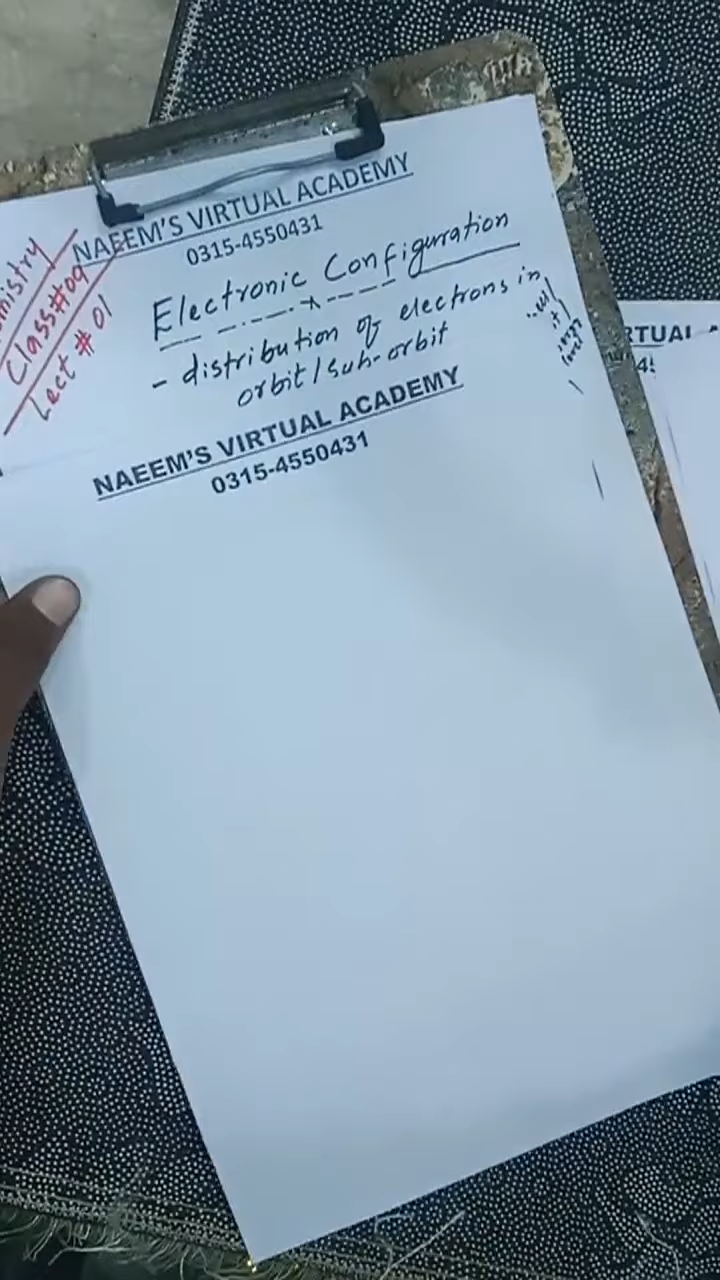 NAEEM'S VIRTUAL ACADEMY
0315-4550431
Class#09
Lect # 01
Electronic Configuration
- distribution of electrons in
orbit / sub-orbit
NAEEM'S VIRTUAL ACADEMY
0315-4550431